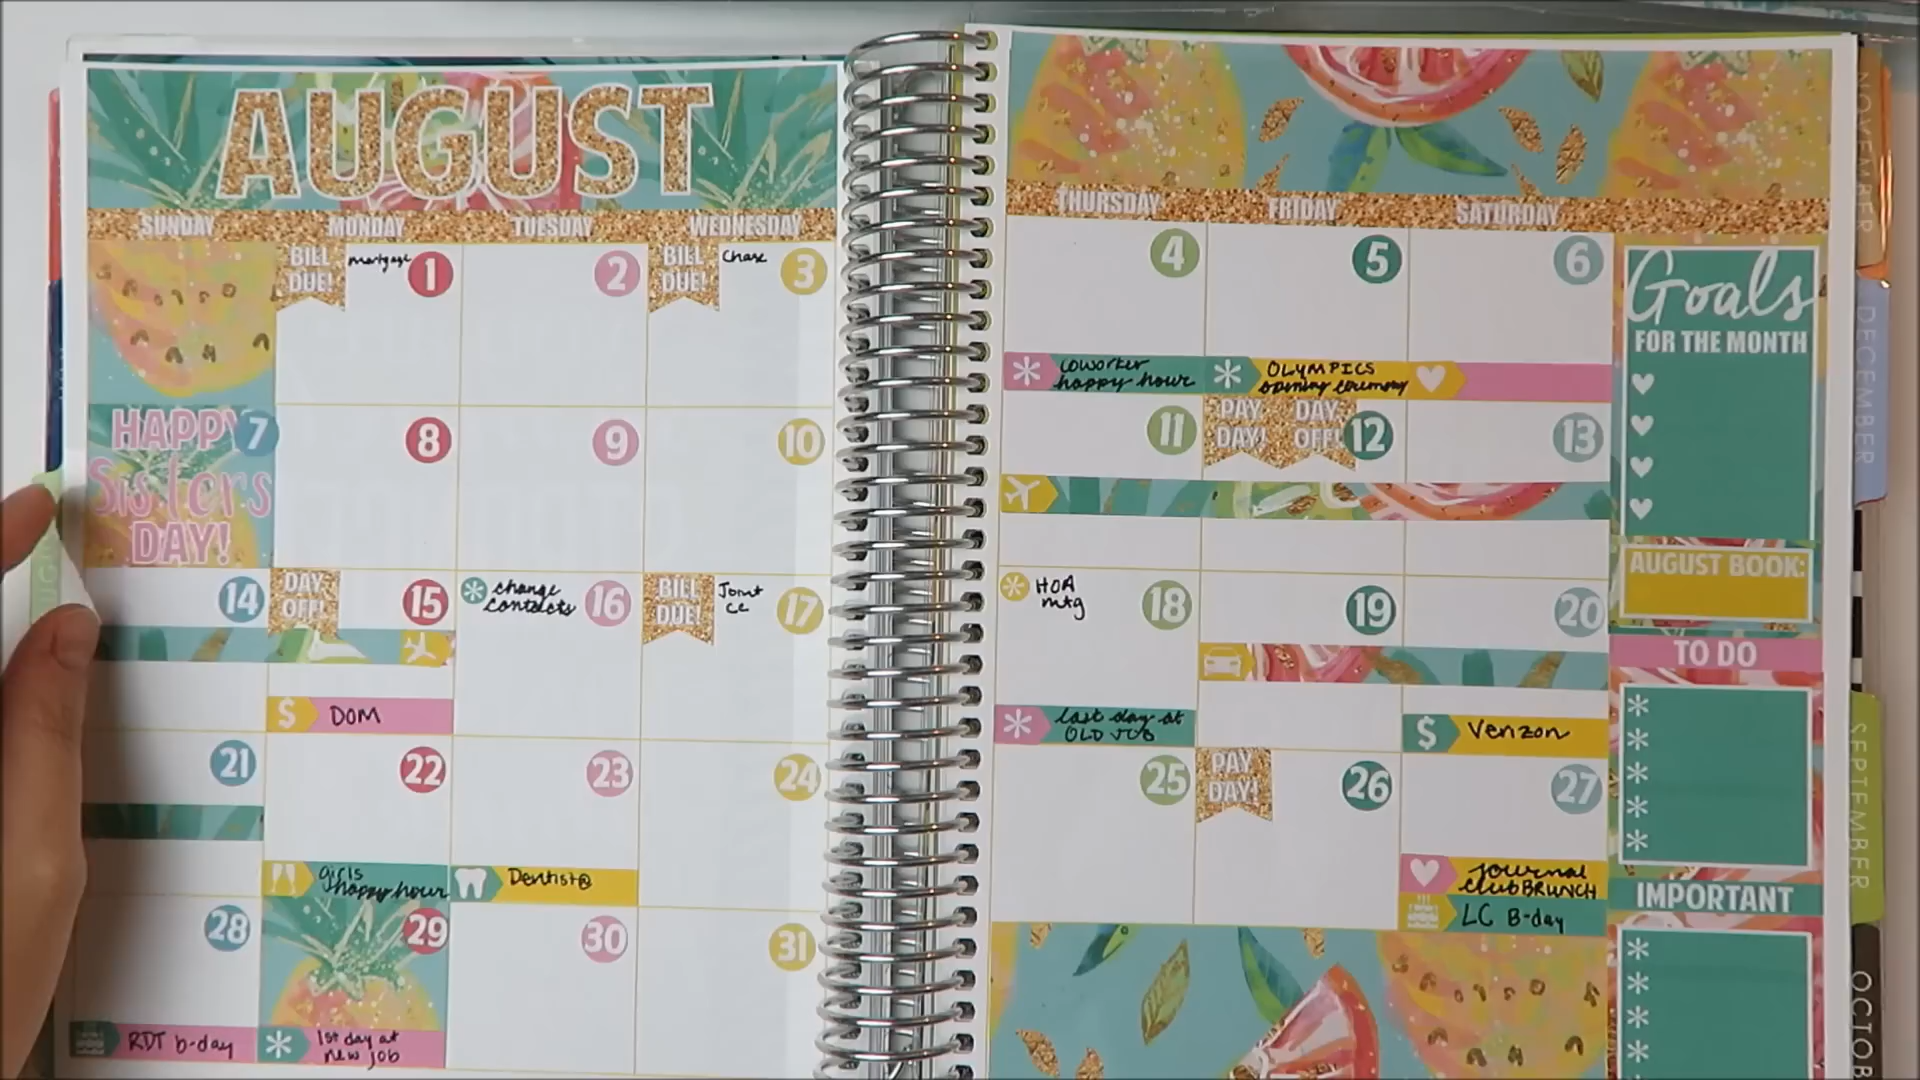 AUGUST
SUNDAY
MONDAY
TUESDAY
WEDNESDAY
THURSDAY
FRIDAY
SATURDAY
BILL
DUE!
mortgage
1
2
BILL
DUE!
Chase
3
4
5
6
coworker
happy hour
OLYMPICS
opening ceremony
HAPPY
Sisters
DAY!
7
8
9
10
11
PAY
DAY!
DAY
OFF!
12
13
14
DAY
OFF!
15
change
contacts
16
BILL
DUE!
Joint
cc
17
HOA
mtg
18
19
20
$ DOM
last day at
OLD JOB
$ Verizon
21
22
23
24
25
PAY
DAY!
26
27
girls
happy hour
Dentist@
journal
club BRUNCH
LC B-day
28
29
30
31
RDT b-day
1st day at
new job
Goals
FOR THE MONTH
AUGUST BOOK:
TO DO
IMPORTANT
NOVEMBER
DECEMBER
SEPTEMBER
OCTOB